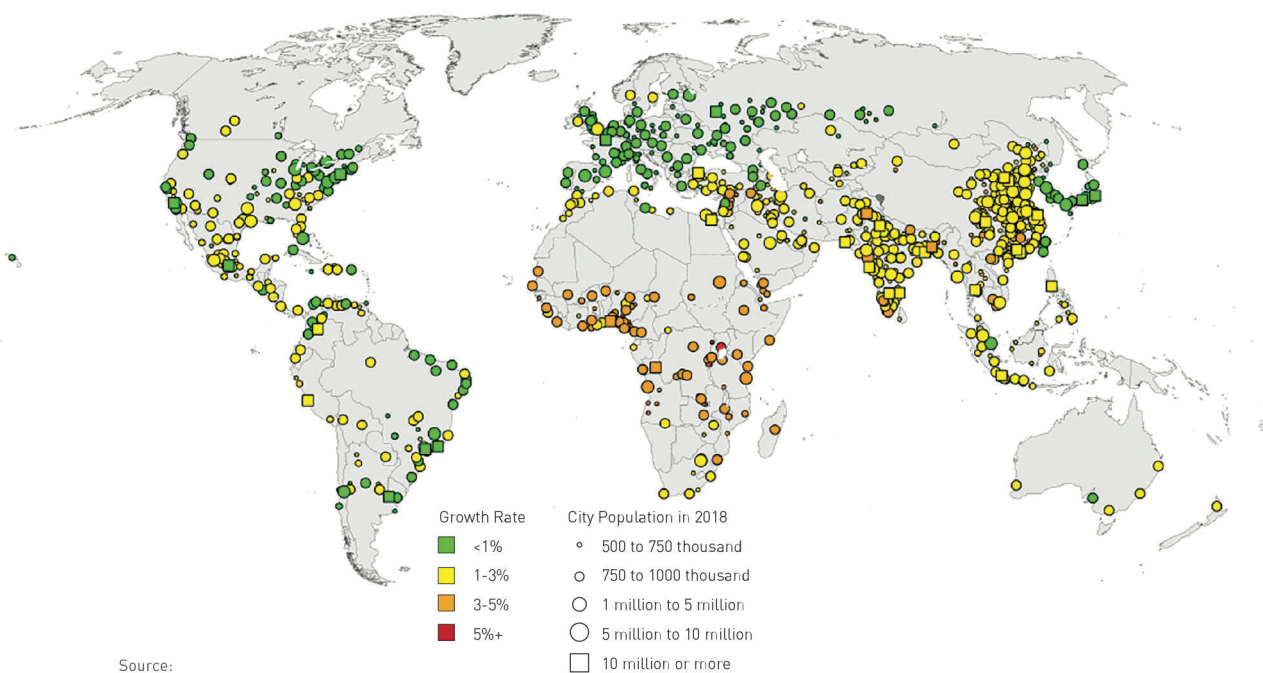 Growth Rate
<1%
1-3%
3-5%
5%+
City Population in 2018
500 to 750 thousand
750 to 1000 thousand
1 million to 5 million
5 million to 10 million
10 million or more
Source: